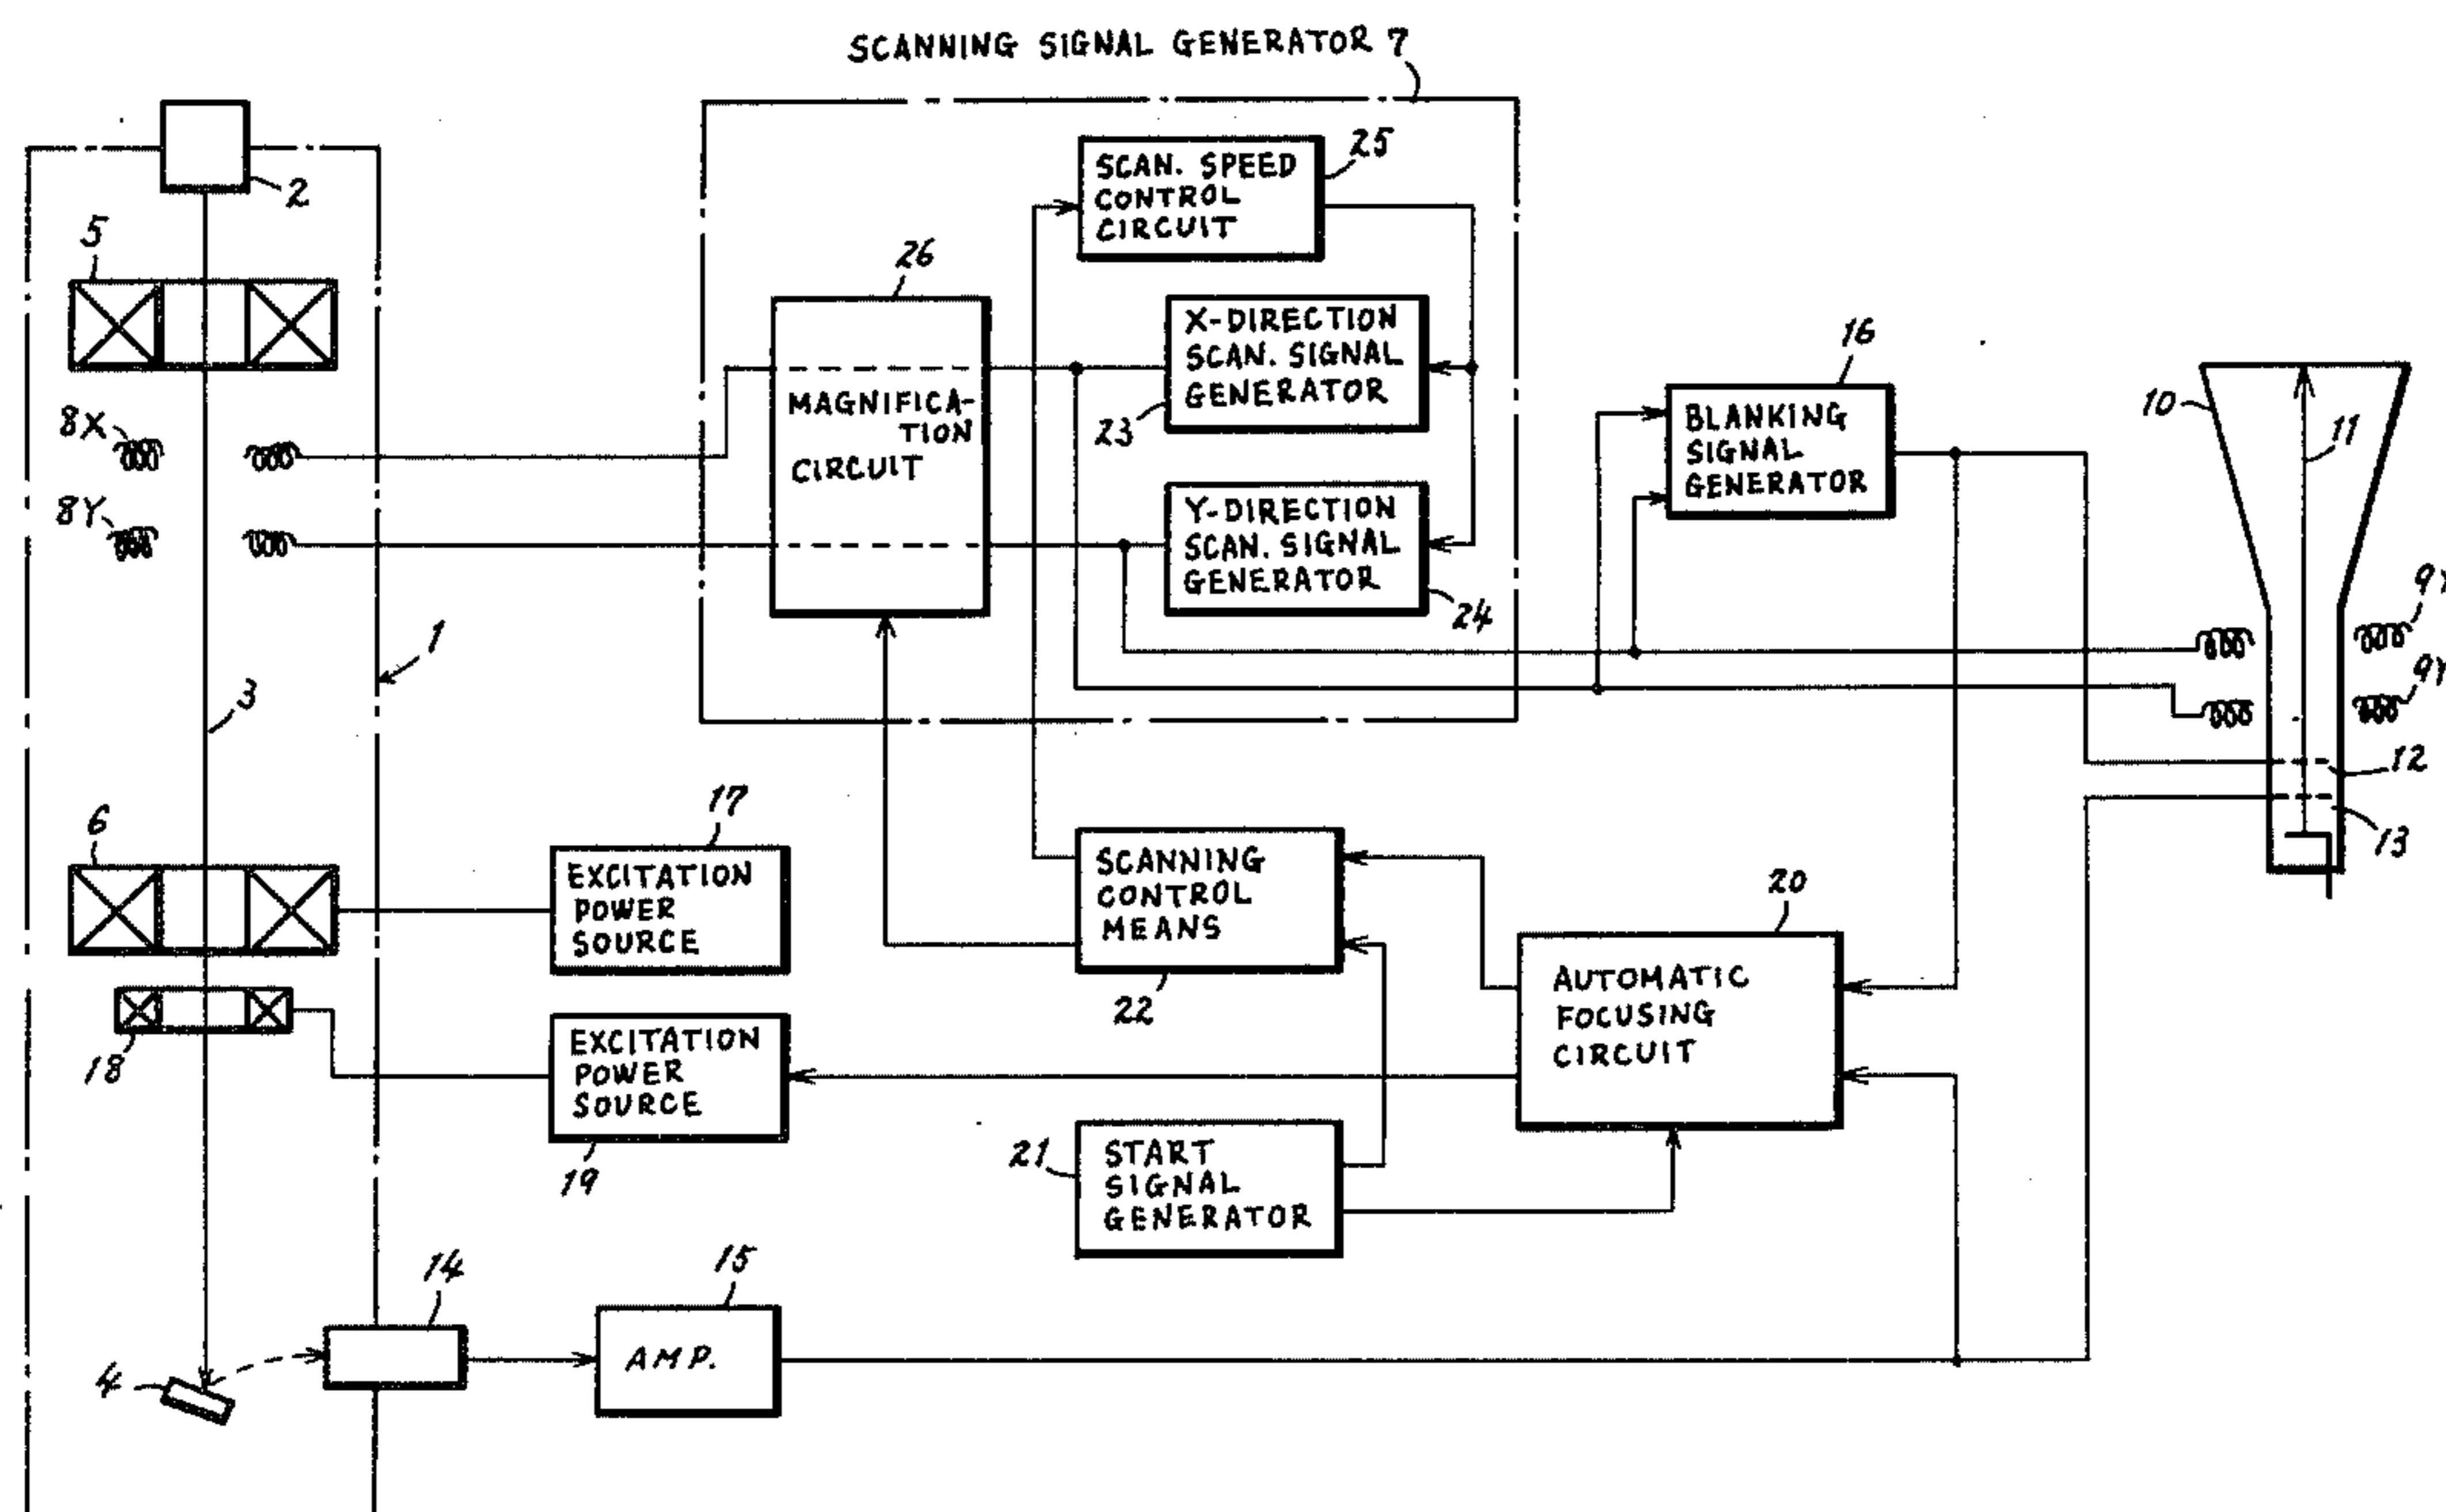 SCANNING SIGNAL GENERATOR 7
2
5
25
SCAN. SPEED
CONTROL
CIRCUIT
26
MAGNIFICA-
TION
CIRCUIT
X-DIRECTION
SCAN. SIGNAL
GENERATOR
23
Y-DIRECTION
SCAN. SIGNAL
GENERATOR
24
16
BLANKING
SIGNAL
GENERATOR
10
11
8X
8Y
9Y
1
3
12
13
6
17
EXCITATION
POWER
SOURCE
SCANNING
CONTROL
MEANS
22
20
AUTOMATIC
FOCUSING
CIRCUIT
18
EXCITATION
POWER
SOURCE
19
21
START
SIGNAL
GENERATOR
14
15
AMP.
4